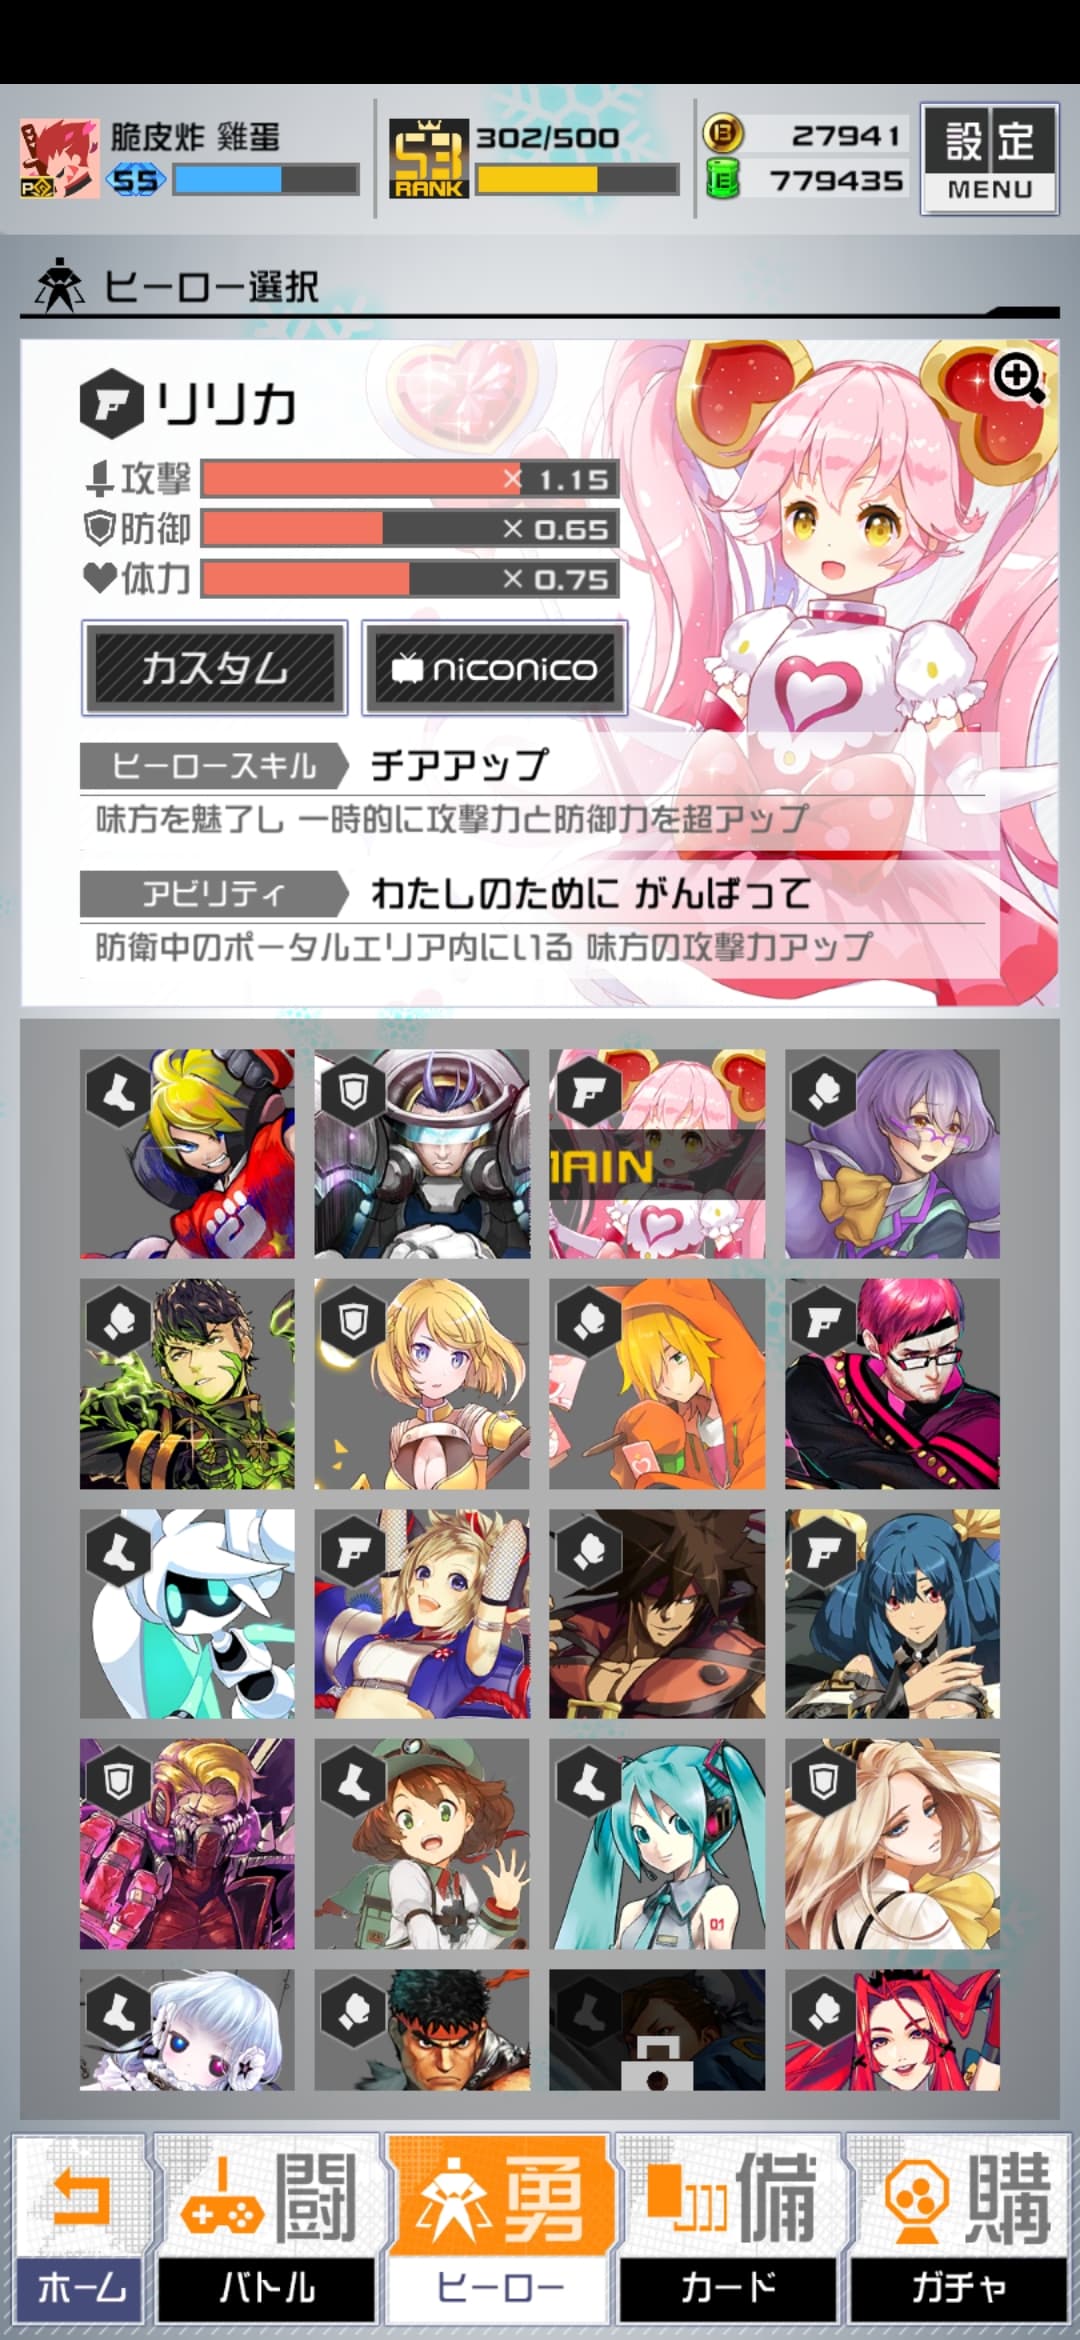 脆皮炸 雞蛋
55
PO
S3
RANK
302/500
B 27941
E 779435
設定
MENU
ヒーロー選択
リリカ
攻撃 × 1.15
防御 × 0.65
体力 × 0.75
カスタム
niconico
ヒーロースキル チアアップ
味方を魅了し 一時的に攻撃力と防御力を超アップ
アビリティ わたしのために がんばって
防衛中のポータルエリア内にいる 味方の攻撃力アップ
MAIN
01
闘 勇 備 購
ホーム バトル ヒーロー カード ガチャ